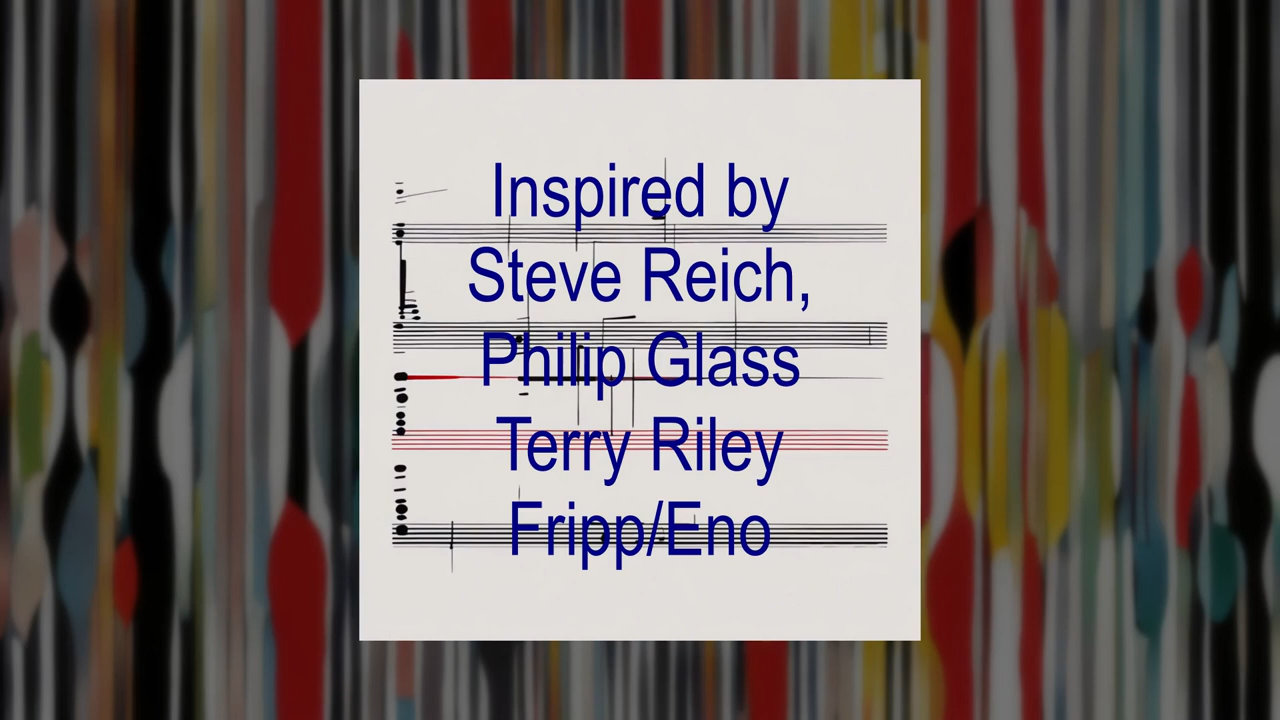 Inspired by
Steve Reich,
Philip Glass
Terry Riley
Fripp/Eno